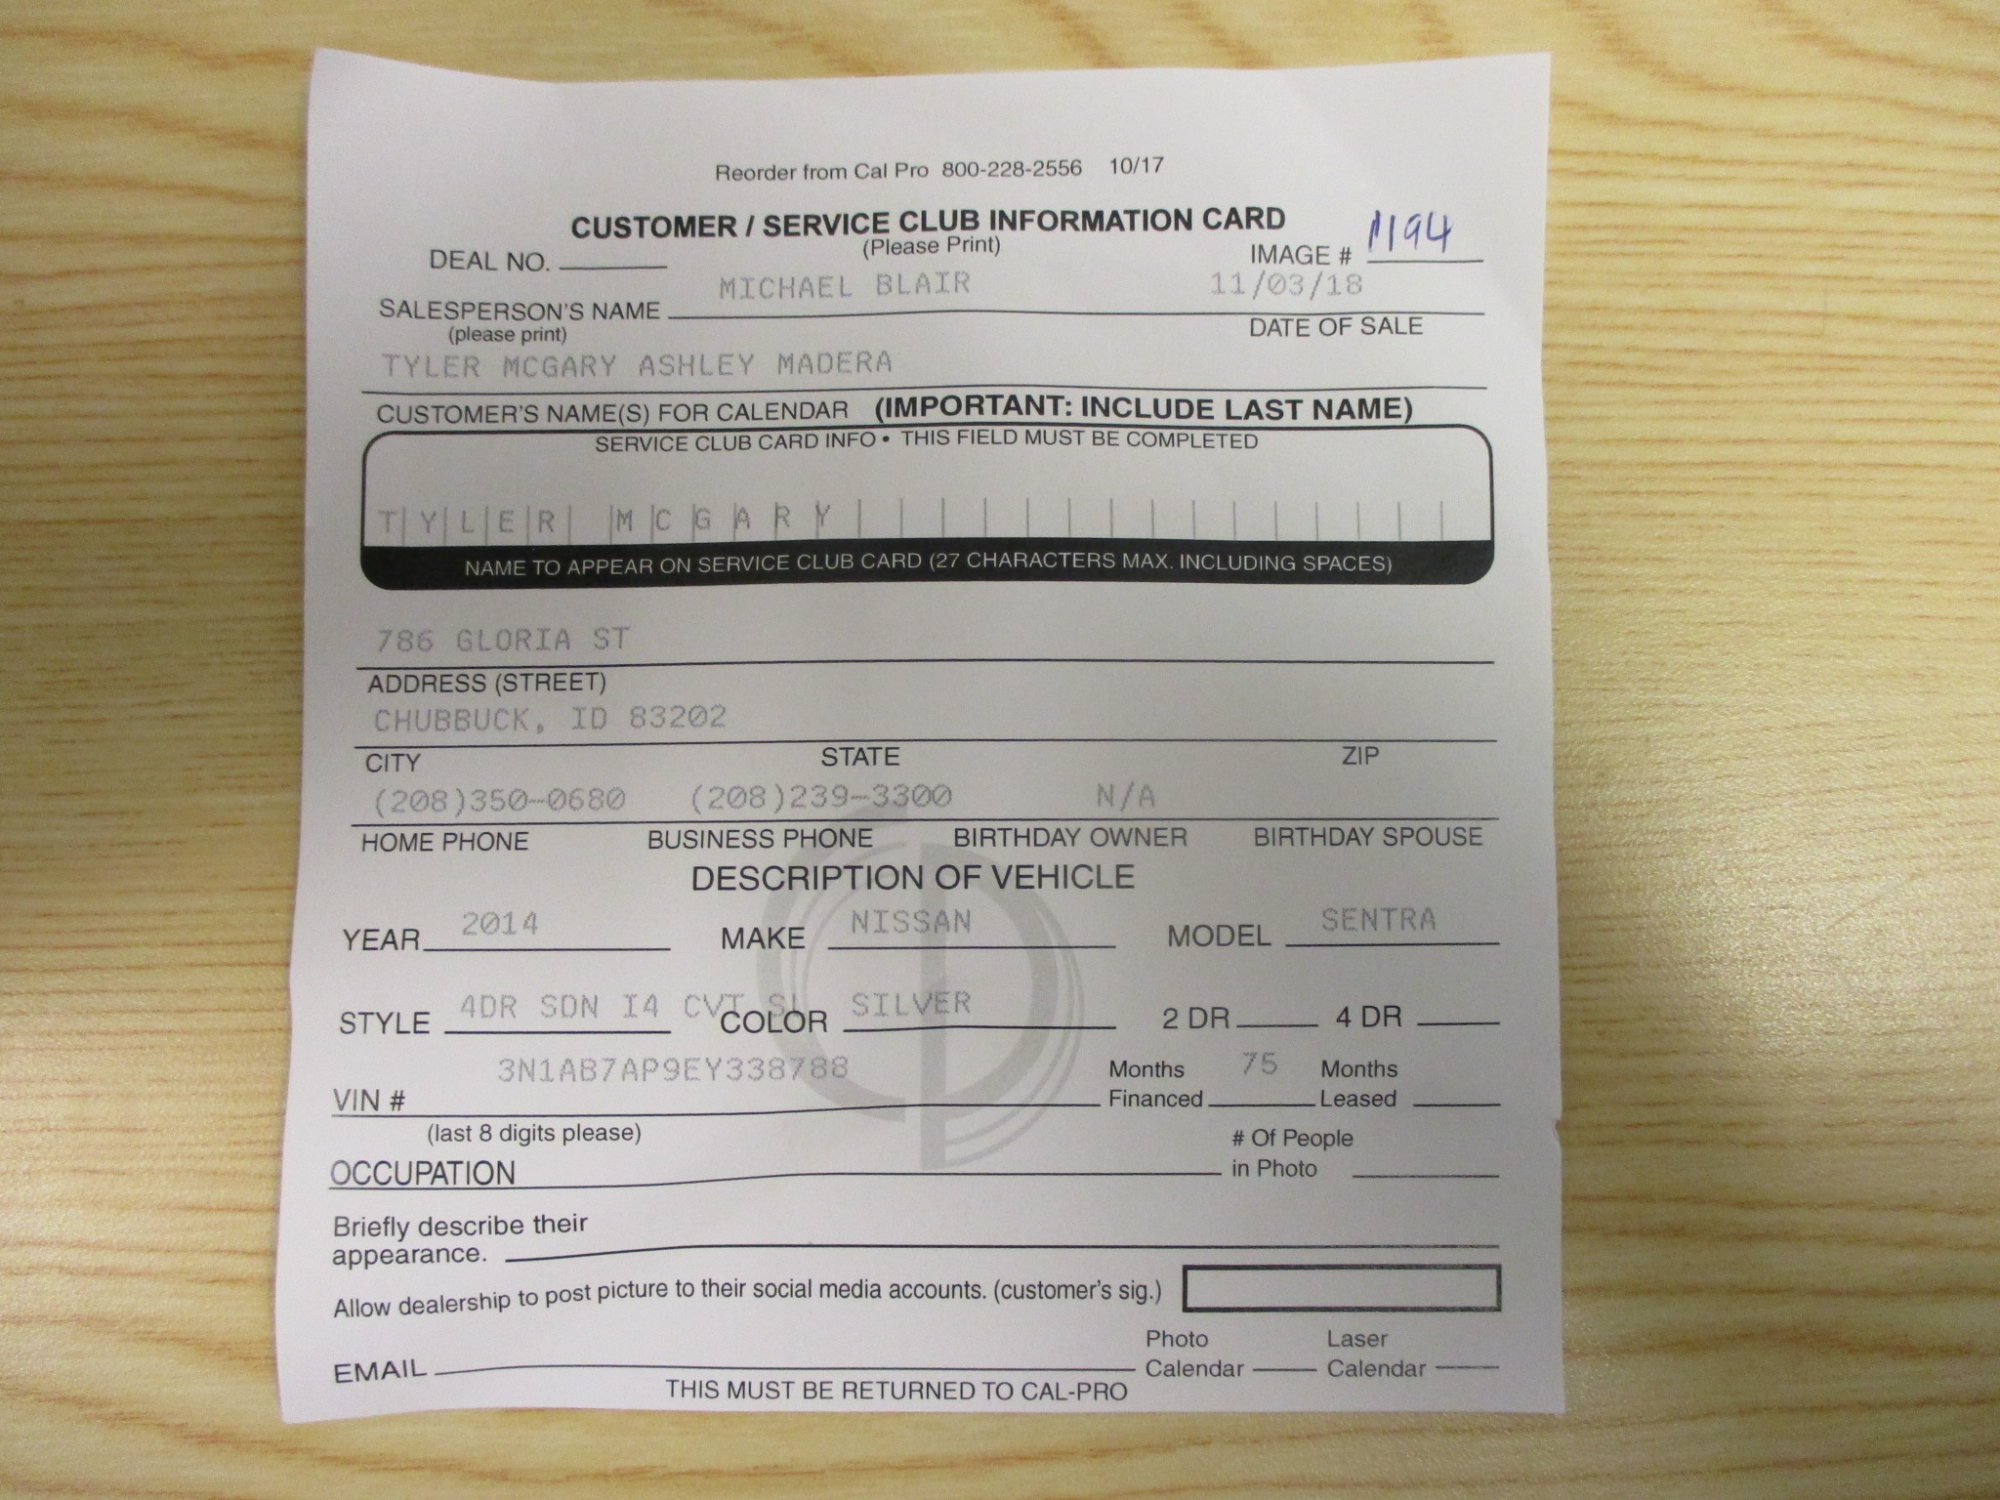 Reorder from Cal Pro 800-228-2556 10/17
CUSTOMER / SERVICE CLUB INFORMATION CARD
(Please Print)
DEAL NO. IMAGE # 1194
MICHAEL BLAIR 11/03/18
SALESPERSON'S NAME
(please print) DATE OF SALE
TYLER MCGARY ASHLEY MADERA
CUSTOMER'S NAME(S) FOR CALENDAR (IMPORTANT: INCLUDE LAST NAME)
SERVICE CLUB CARD INFO • THIS FIELD MUST BE COMPLETED
TYLER MCGARY
NAME TO APPEAR ON SERVICE CLUB CARD (27 CHARACTERS MAX. INCLUDING SPACES)
786 GLORIA ST
ADDRESS (STREET)
CHUBBUCK, ID 83202
CITY STATE ZIP
(208)350-0680 (208)239-3300 N/A
HOME PHONE BUSINESS PHONE BIRTHDAY OWNER BIRTHDAY SPOUSE
DESCRIPTION OF VEHICLE
YEAR 2014 MAKE NISSAN MODEL SENTRA
STYLE 4DR SDN I4 CVT SL COLOR SILVER 2 DR 4 DR
VIN # 3N1AB7AP9EY338788 Months Financed 75 Months Leased
(last 8 digits please)
OCCUPATION # Of People in Photo
Briefly describe their
appearance.
Allow dealership to post picture to their social media accounts. (customer's sig.)
EMAIL Photo Calendar Laser Calendar
THIS MUST BE RETURNED TO CAL-PRO